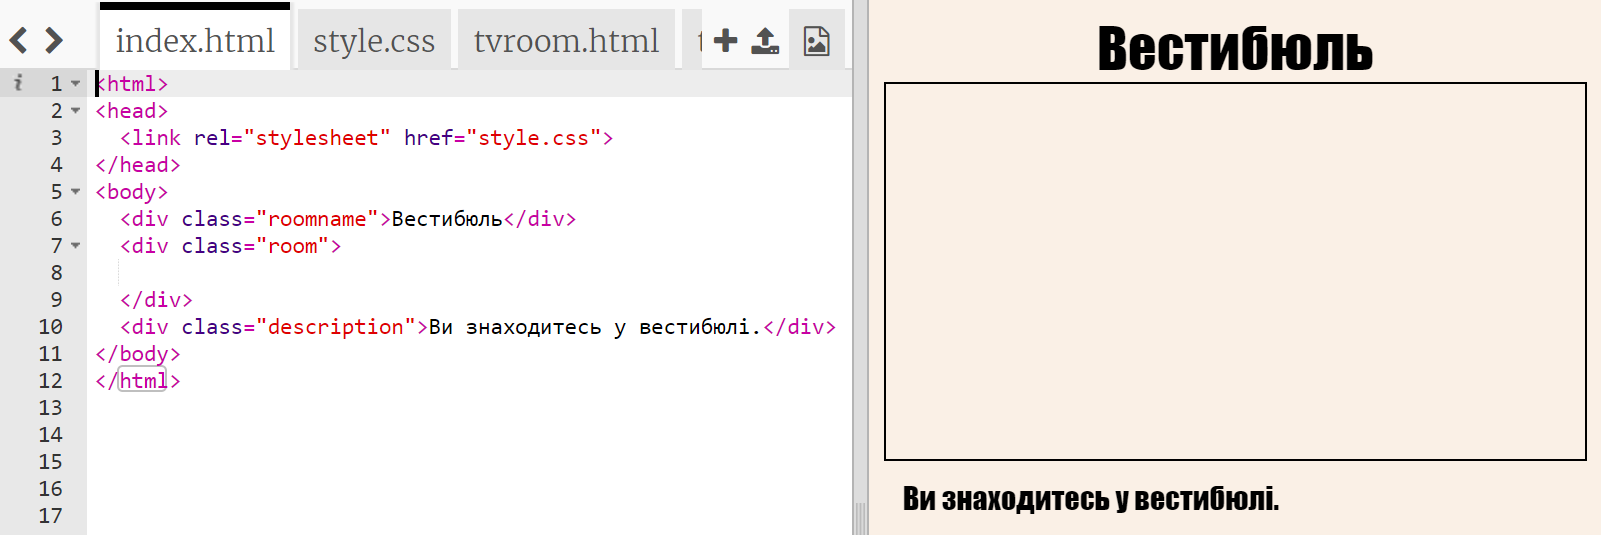 index.html style.css tvroom.html t
i 1 <html>
2 <head>
3 <link rel="stylesheet" href="style.css">
4 </head>
5 <body>
6 <div class="roomname">Вестибюль</div>
7 <div class="room">
8
9 </div>
10 <div class="description">Ви знаходитесь у вестибюлі.</div>
11 </body>
12 </html>
13
14
15
16
17
Вестибюль
Ви знаходитесь у вестибюлі.